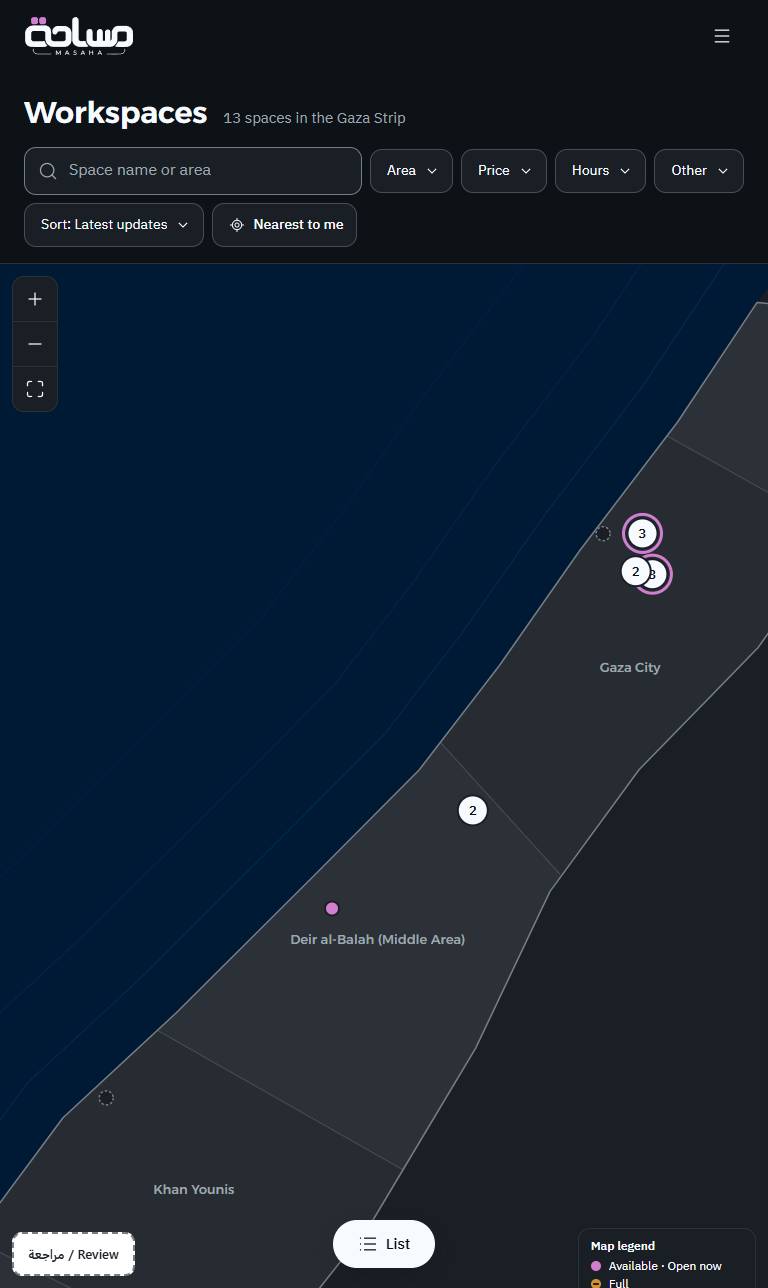 مساحة
MASAHA
Workspaces
13 spaces in the Gaza Strip
Space name or area
Area
Price
Hours
Other
Sort: Latest updates
Nearest to me
3
2
3
Gaza City
2
Deir al-Balah (Middle Area)
Khan Younis
مراجعة / Review
List
Map legend
Available · Open now
Full